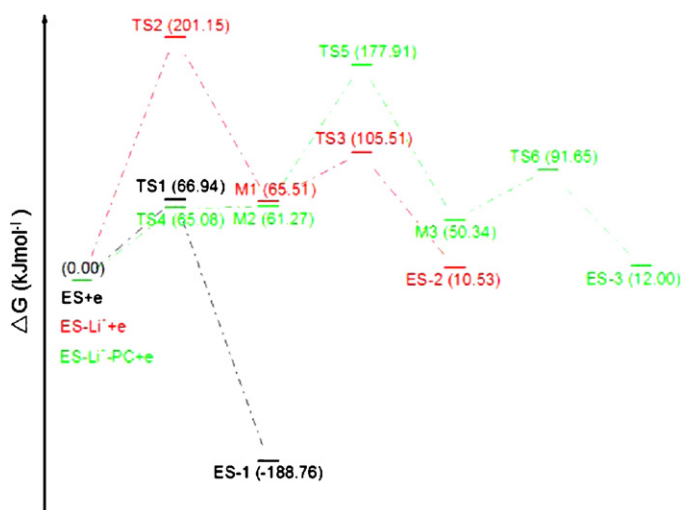 TS2 (201.15)
TS5 (177.91)
TS3 (105.51)
TS6 (91.65)
TS1 (66.94)
M1 (65.51)
TS4 (65.08)
M2 (61.27)
M3 (50.34)
(0.00)
ES+e
ES-Li⁺+e
ES-Li⁺-PC+e
ES-2 (10.53)
ES-3 (12.00)
ES-1 (-188.76)
△G (kJmol⁻¹)